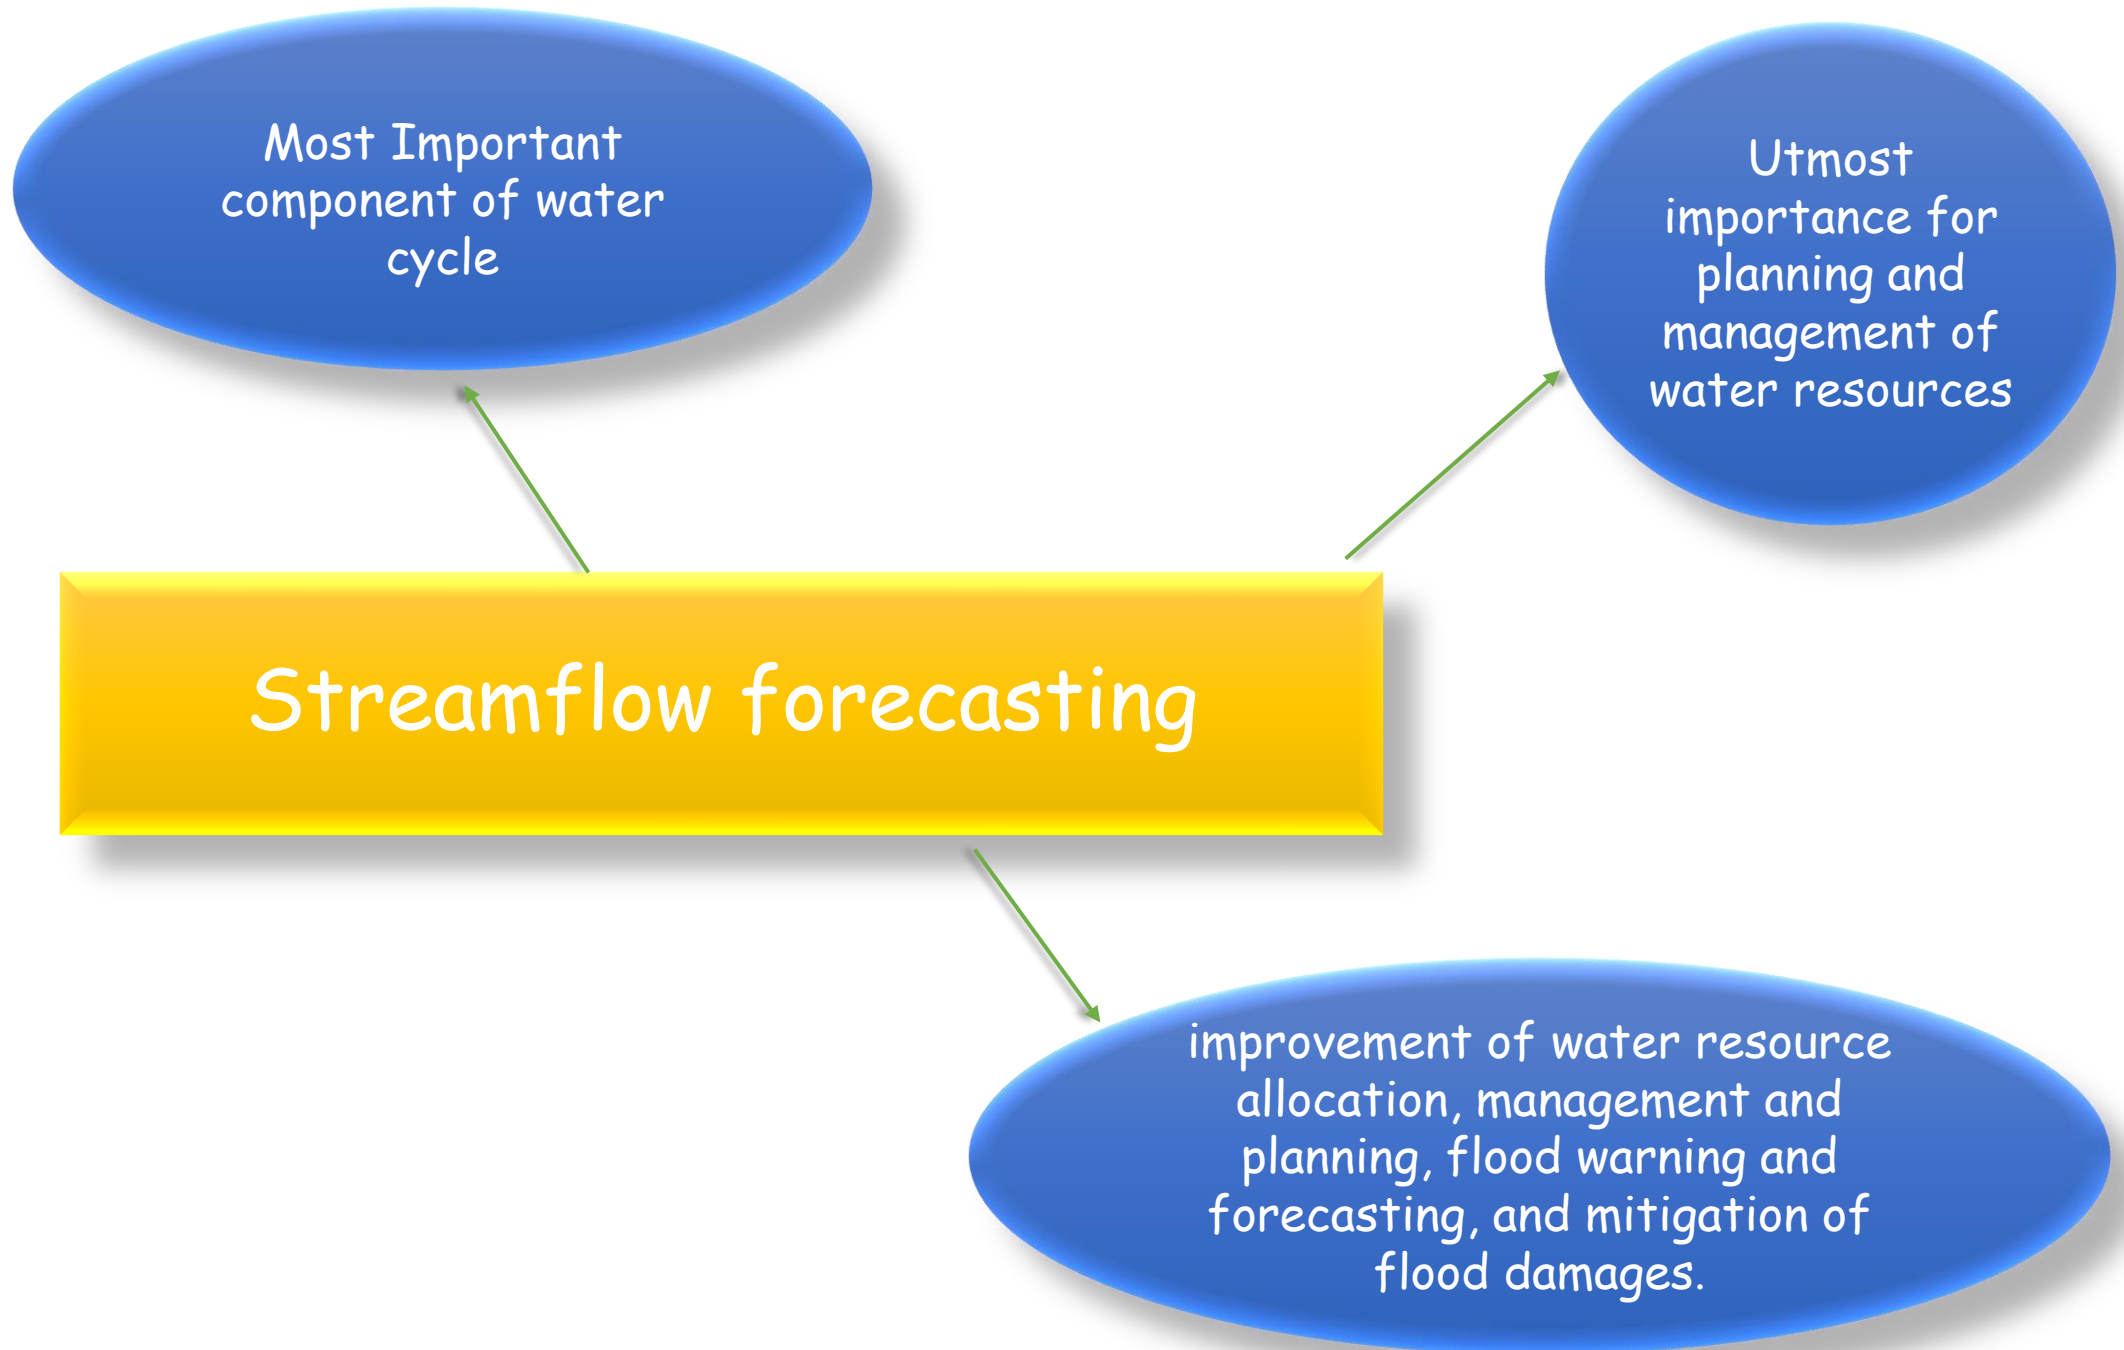 Most Important
component of water
cycle
Utmost
importance for
planning and
management of
water resources
Streamflow forecasting
improvement of water resource
allocation, management and
planning, flood warning and
forecasting, and mitigation of
flood damages.